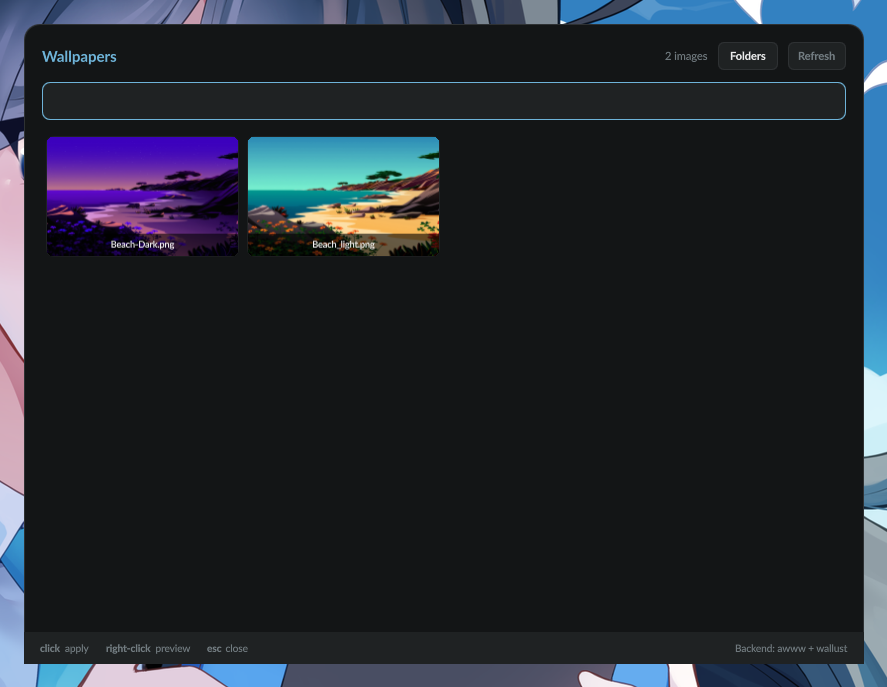 Wallpapers
2 images Folders Refresh
Beach-Dark.png
Beach_light.png
click apply right-click preview esc close
Backend: awww + wallust